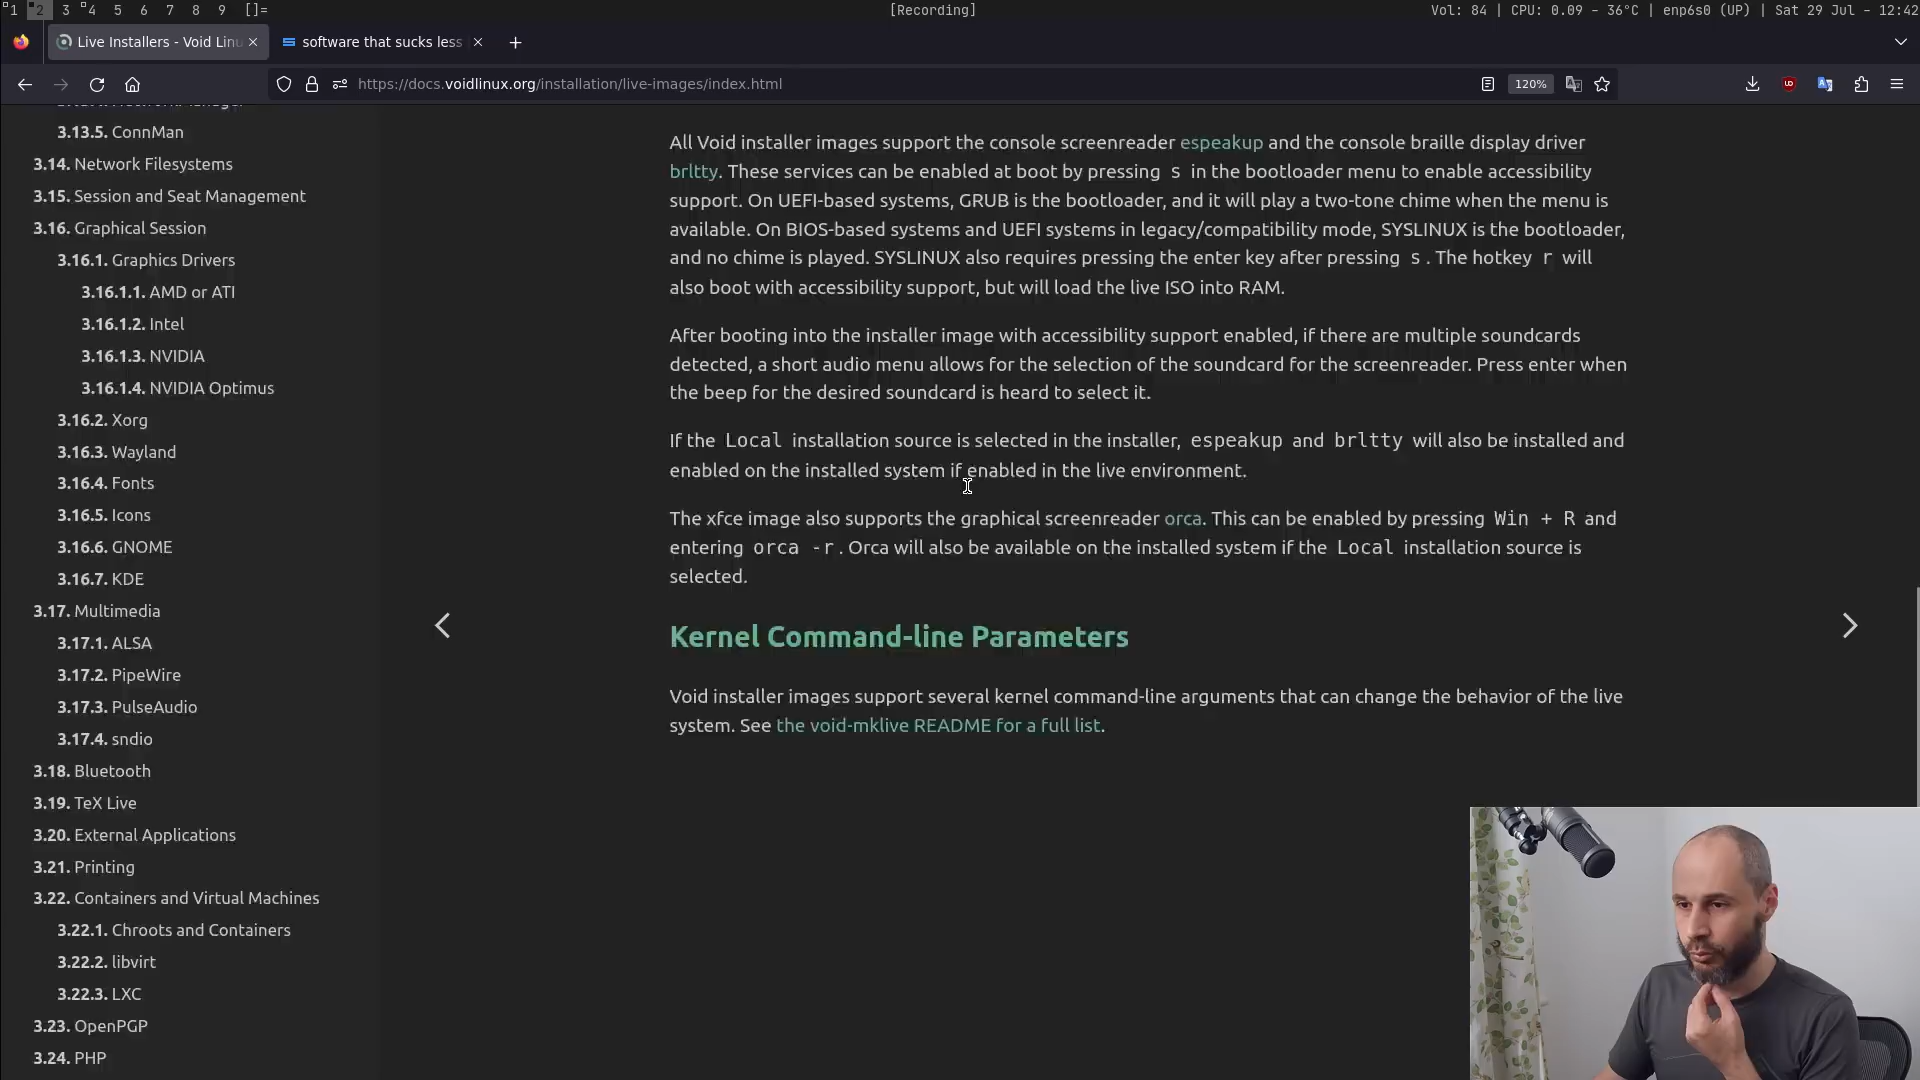 1 2 3 4 5 6 7 8 9 []= [Recording] Vol: 84 | CPU: 0.09 - 36°C | enp6s0 (UP) | Sat 29 Jul - 12:42
Live Installers - Void Linu software that sucks less
https://docs.voidlinux.org/installation/live-images/index.html 120%
3.13.5. ConnMan
3.14. Network Filesystems
3.15. Session and Seat Management
3.16. Graphical Session
3.16.1. Graphics Drivers
3.16.1.1. AMD or ATI
3.16.1.2. Intel
3.16.1.3. NVIDIA
3.16.1.4. NVIDIA Optimus
3.16.2. Xorg
3.16.3. Wayland
3.16.4. Fonts
3.16.5. Icons
3.16.6. GNOME
3.16.7. KDE
3.17. Multimedia
3.17.1. ALSA
3.17.2. PipeWire
3.17.3. PulseAudio
3.17.4. sndio
3.18. Bluetooth
3.19. TeX Live
3.20. External Applications
3.21. Printing
3.22. Containers and Virtual Machines
3.22.1. Chroots and Containers
3.22.2. libvirt
3.22.3. LXC
3.23. OpenPGP
3.24. PHP
All Void installer images support the console screenreader espeakup and the console braille display driver
brltty. These services can be enabled at boot by pressing s in the bootloader menu to enable accessibility
support. On UEFI-based systems, GRUB is the bootloader, and it will play a two-tone chime when the menu is
available. On BIOS-based systems and UEFI systems in legacy/compatibility mode, SYSLINUX is the bootloader,
and no chime is played. SYSLINUX also requires pressing the enter key after pressing s. The hotkey r will
also boot with accessibility support, but will load the live ISO into RAM.
After booting into the installer image with accessibility support enabled, if there are multiple soundcards
detected, a short audio menu allows for the selection of the soundcard for the screenreader. Press enter when
the beep for the desired soundcard is heard to select it.
If the Local installation source is selected in the installer, espeakup and brltty will also be installed and
enabled on the installed system if enabled in the live environment.
The xfce image also supports the graphical screenreader orca. This can be enabled by pressing Win + R and
entering orca -r. Orca will also be available on the installed system if the Local installation source is
selected.
Kernel Command-line Parameters
Void installer images support several kernel command-line arguments that can change the behavior of the live
system. See the void-mklive README for a full list.